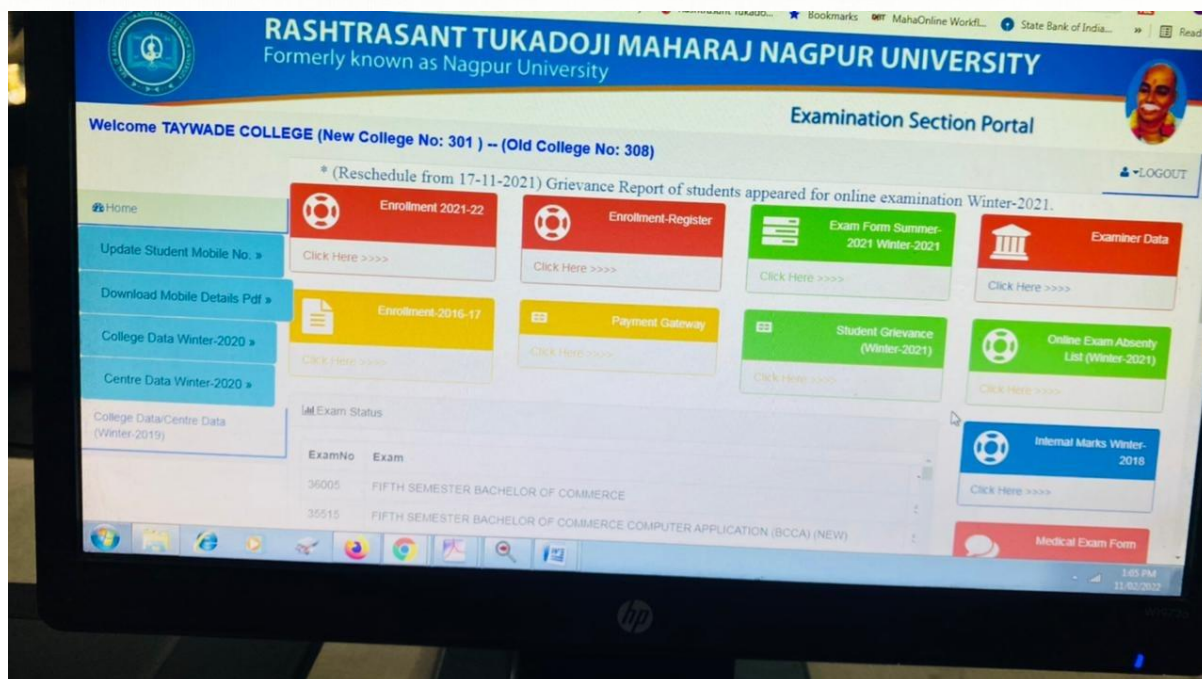 Bookmarks
MahaOnline Workfl...
State Bank of India...
»
Read
RASHTRASANT TUKADOJI MAHARAJ NAGPUR UNIVERSITY
Formerly known as Nagpur University
Examination Section Portal
Welcome TAYWADE COLLEGE (New College No: 301 ) -- (Old College No: 308)
LOGOUT
* (Reschedule from 17-11-2021) Grievance Report of students appeared for online examination Winter-2021.
Home
Update Student Mobile No. »
Download Mobile Details Pdf »
College Data Winter-2020 »
Centre Data Winter-2020 »
College Data/Centre Data
(Winter-2019)
Enrollment 2021-22
Click Here >>>>
Enrollment-Register
Click Here >>>>
Exam Form Summer-
2021 Winter-2021
Click Here >>>>
Examiner Data
Click Here >>>>
Enrollment-2016-17
Click Here >>>>
Payment Gateway
Click Here >>>>
Student Grievance
(Winter-2021)
Click Here >>>>
Online Exam Absenty
List (Winter-2021)
Click Here >>>>
Internal Marks Winter-
2018
Click Here >>>>
Medical Exam Form
Exam Status
ExamNo Exam
36005 FIFTH SEMESTER BACHELOR OF COMMERCE
35515 FIFTH SEMESTER BACHELOR OF COMMERCE COMPUTER APPLICATION (BCCA) (NEW)
1:05 PM
11/02/2022
hp